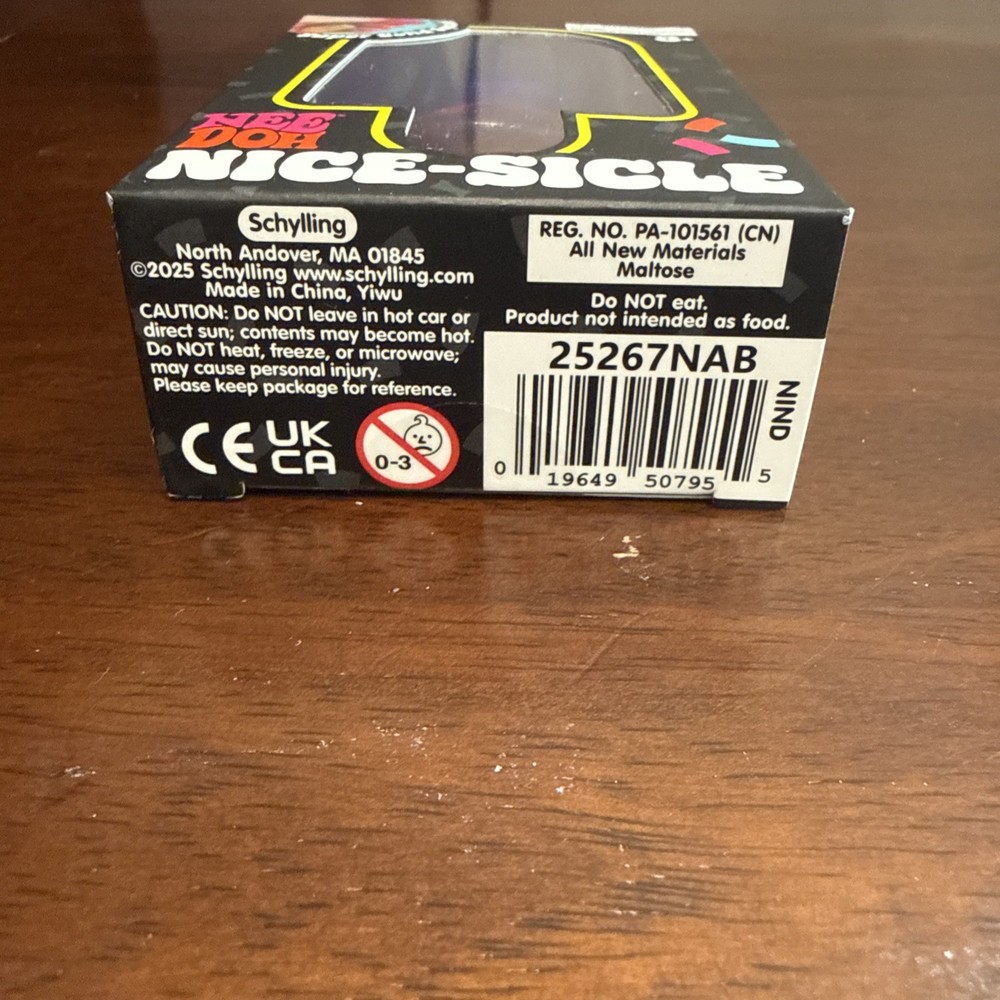 NEE
DOH
NICE-SICLE
Schylling
North Andover, MA 01845
©2025 Schylling www.schylling.com
Made in China, Yiwu
CAUTION: Do NOT leave in hot car or
direct sun; contents may become hot.
Do NOT heat, freeze, or microwave;
may cause personal injury.
Please keep package for reference.
CE UK
CA
0-3
REG. NO. PA-101561 (CN)
All New Materials
Maltose
Do NOT eat.
Product not intended as food.
25267NAB
NIND
0 19649 50795 5